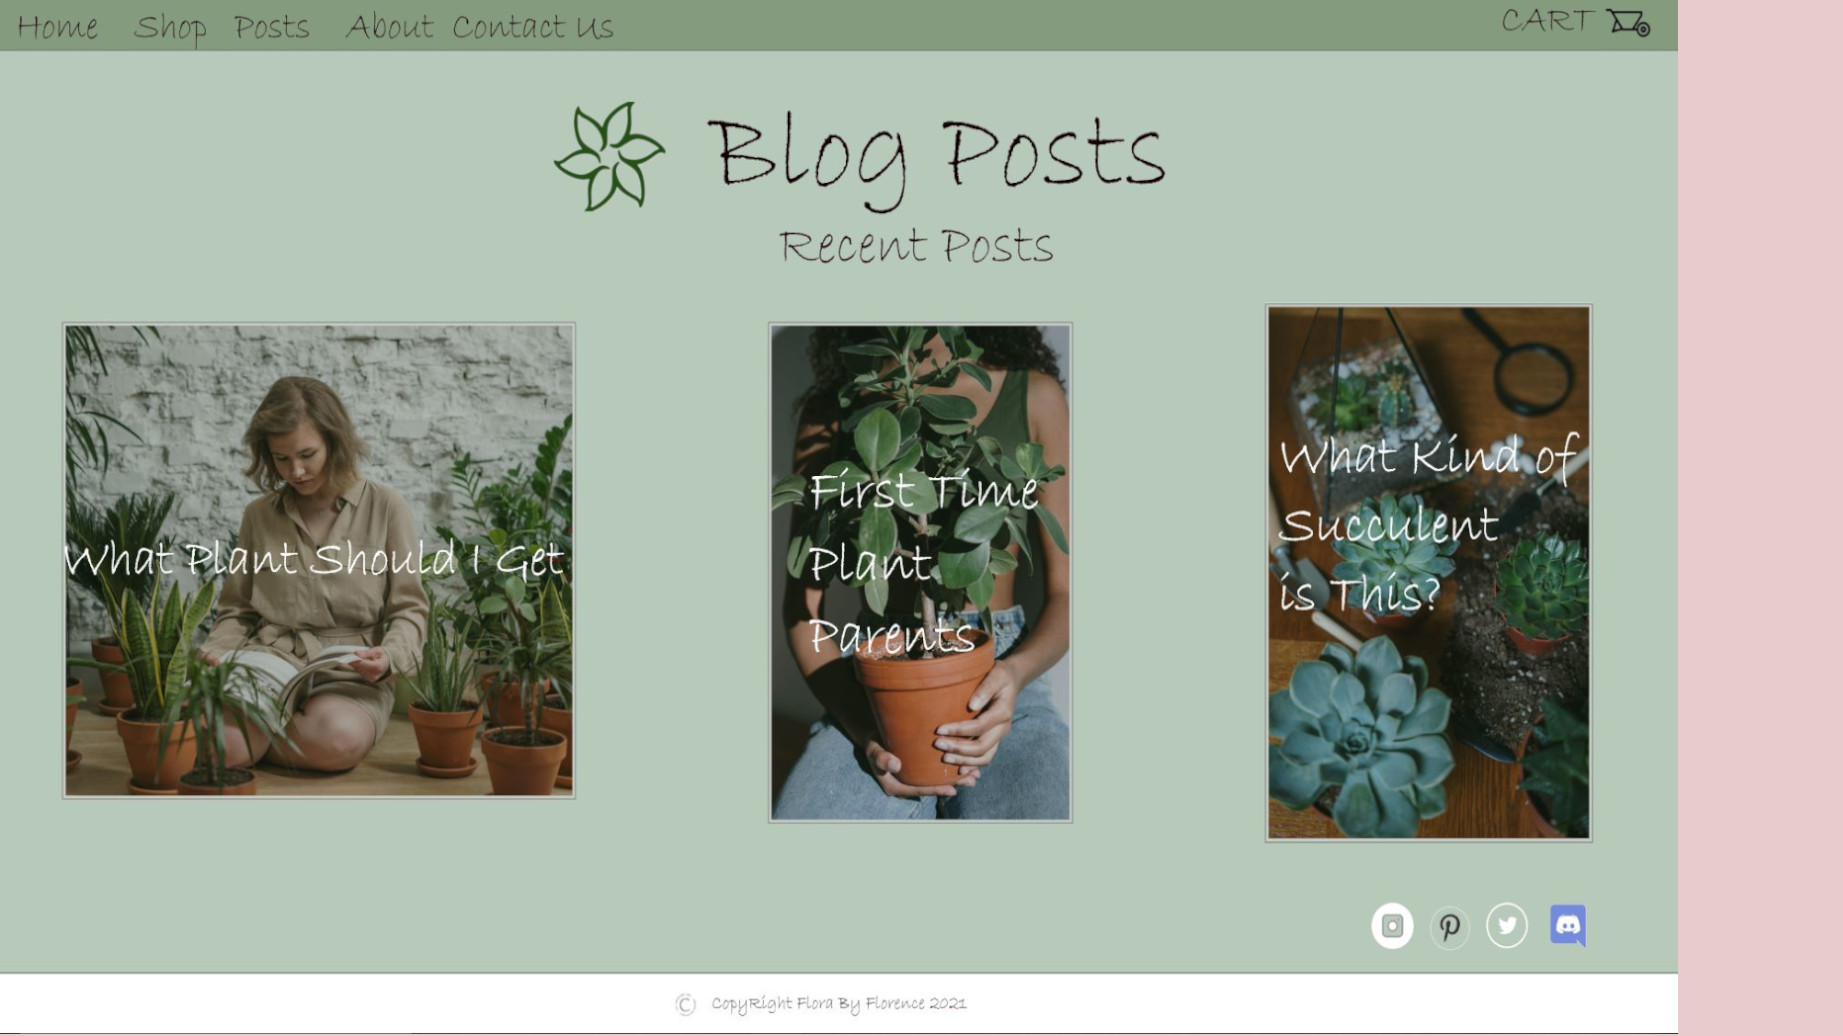 Home Shop Posts About Contact Us
CART
Blog Posts
Recent Posts
What Plant Should I Get
First Time
Plant
Parents
What Kind of
Succulent
is This?
© CopyRight Flora By Florence 2021